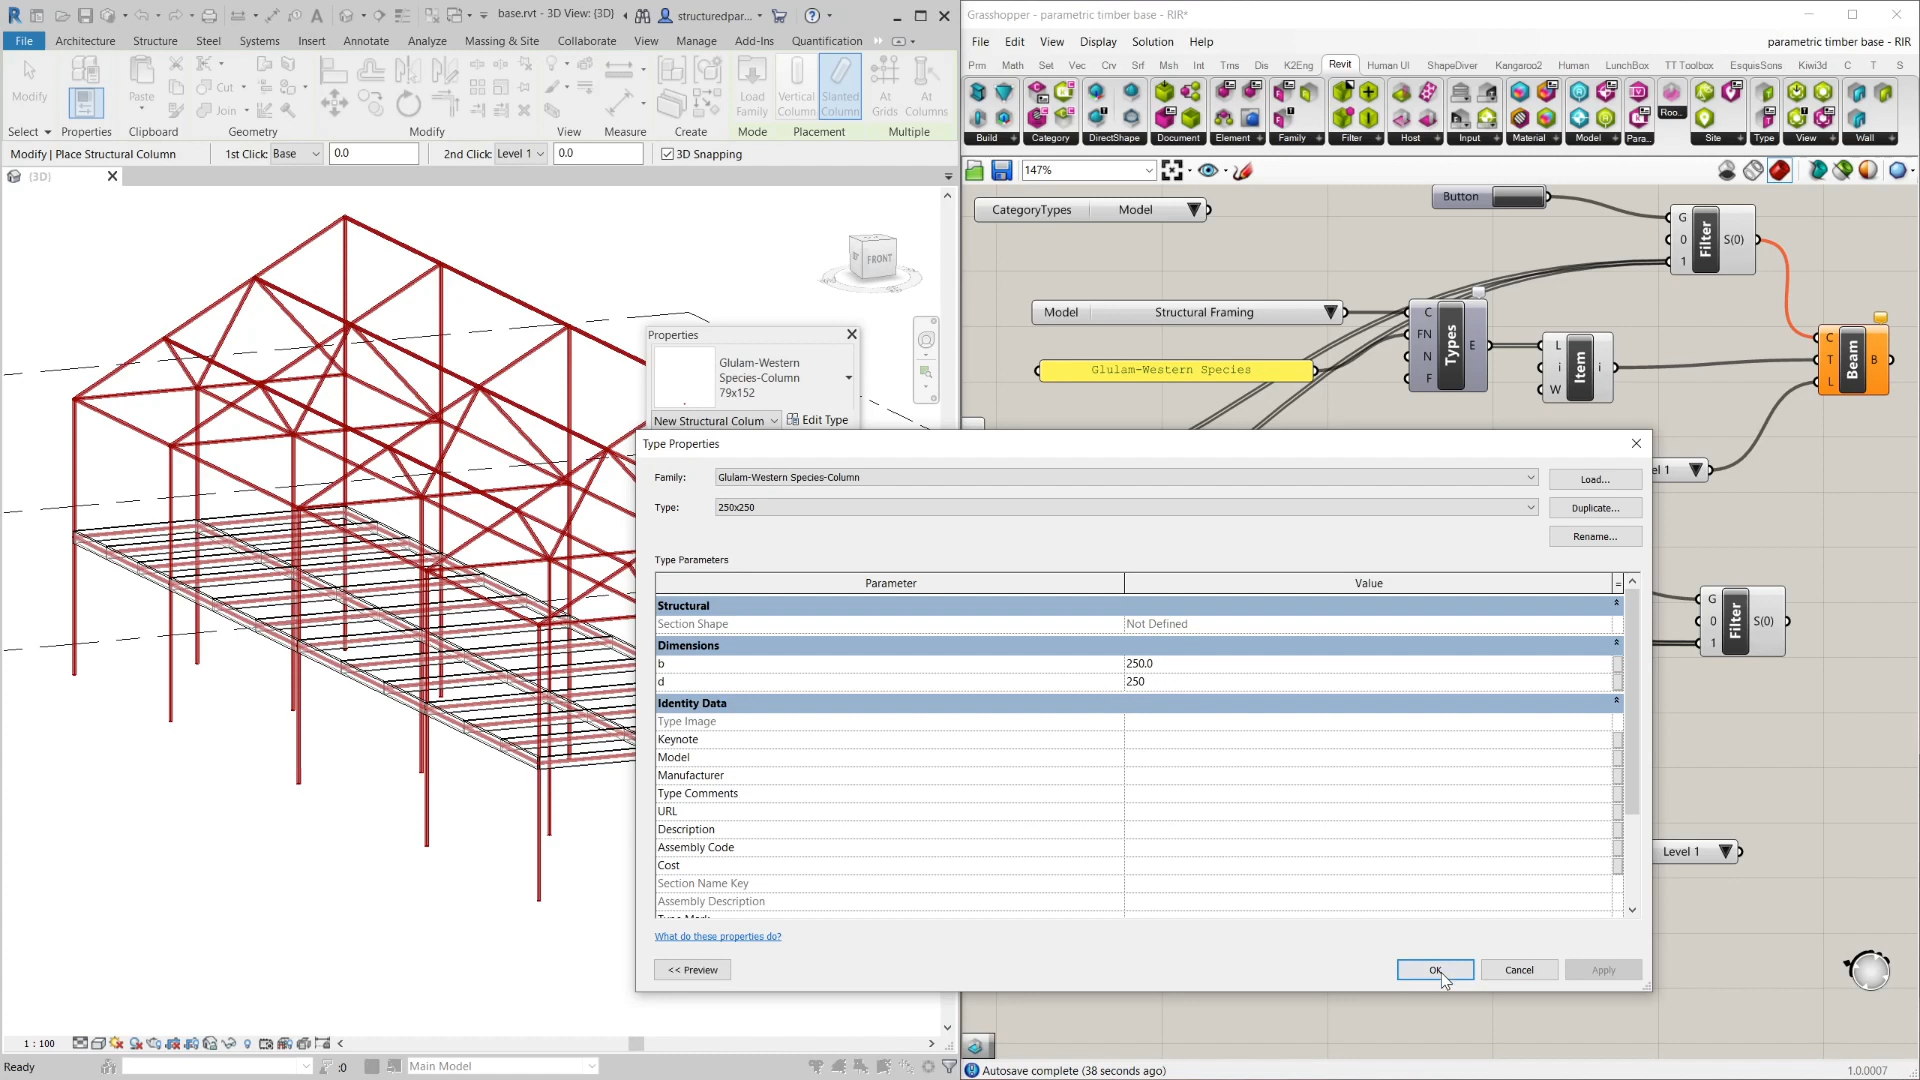 base.rvt - 3D View: {3D}
structuredpar...
File
Architecture
Structure
Steel
Systems
Insert
Annotate
Analyze
Massing & Site
Collaborate
View
Manage
Add-Ins
Quantification
Modify
Paste
Cut
Join
Load Family
Vertical Column
Slanted Column
At Grids
At Columns
Select
Properties
Clipboard
Geometry
Modify
View
Measure
Create
Mode
Placement
Multiple
Modify | Place Structural Column
1st Click: Base
0.0
2nd Click: Level 1
0.0
3D Snapping
{3D}
FRONT
Properties
Glulam-Western
Species-Column
79x152
New Structural Colum
Edit Type
Type Properties
Family:
Glulam-Western Species-Column
Load...
Type:
250x250
Duplicate...
Rename...
Type Parameters
Parameter
Value
=
Structural
Section Shape
Not Defined
Dimensions
b
250.0
d
250
Identity Data
Type Image
Keynote
Model
Manufacturer
Type Comments
URL
Description
Assembly Code
Cost
Section Name Key
Assembly Description
What do these properties do?
<< Preview
OK
Cancel
Apply
1 : 100
Ready
:0
Main Model
Grasshopper - parametric timber base - RIR*
File
Edit
View
Display
Solution
Help
parametric timber base - RIR
Prm
Math
Set
Vec
Crv
Srf
Msh
Int
Trns
Dis
K2Eng
Revit
Human UI
ShapeDiver
Kangaroo2
Human
LunchBox
TT Toolbox
EsquisSons
Kiwi3d
C
T
S
Roo..
Build
Category
DirectShape
Document
Element
Family
Filter
Host
Input
Material
Model
Para..
Site
Type
View
Wall
147%
CategoryTypes
Model
Button
G
0
1
Filter
S(0)
Model
Structural Framing
Glulam-Western Species
C
FN
N
F
Types
E
L
i
W
Item
i
C
T
L
Beam
B
el 1
G
0
1
Filter
S(0)
Level 1
Autosave complete (38 seconds ago)
1.0.0007